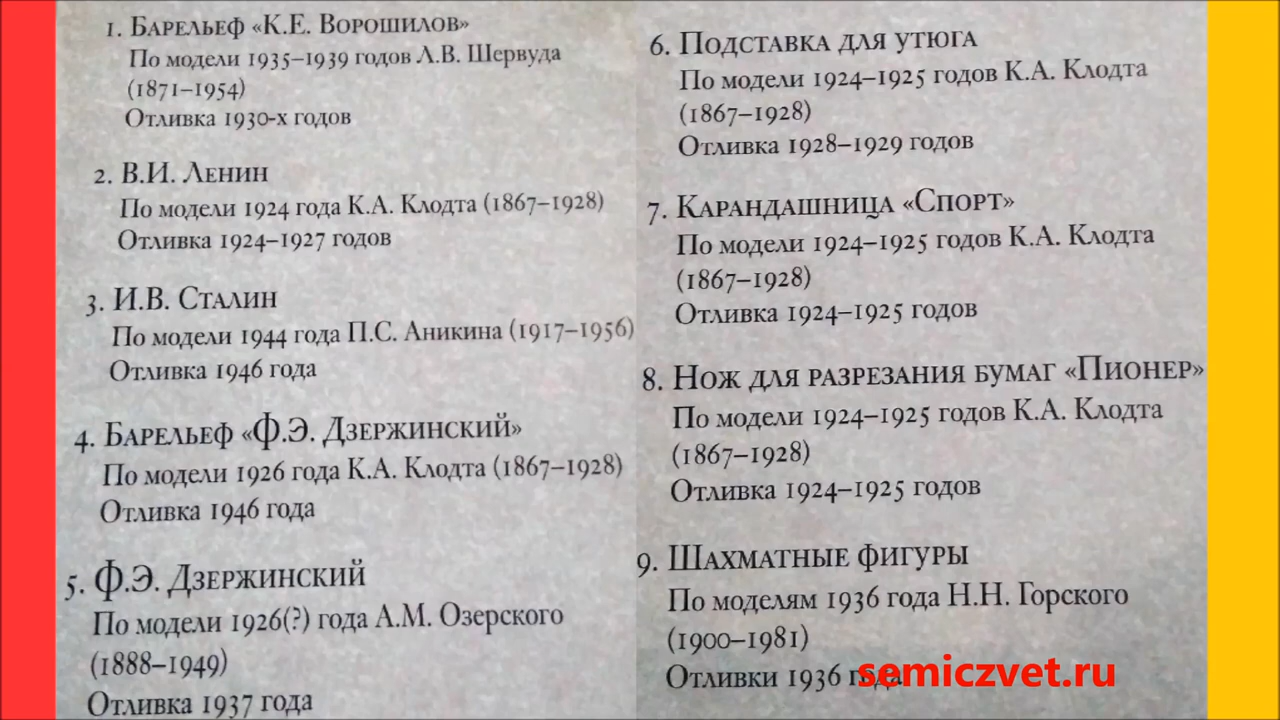 1. Барельеф «К.Е. Ворошилов»
По модели 1935–1939 годов Л.В. Шервуда
(1871–1954)
Отливка 1930-х годов
2. В.И. Ленин
По модели 1924 года К.А. Клодта (1867–1928)
Отливка 1924–1927 годов
3. И.В. Сталин
По модели 1944 года П.С. Аникина (1917–1956)
Отливка 1946 года
4. Барельеф «Ф.Э. Дзержинский»
По модели 1926 года К.А. Клодта (1867–1928)
Отливка 1946 года
5. Ф.Э. Дзержинский
По модели 1926(?) года А.М. Озерского
(1888–1949)
Отливка 1937 года
6. Подставка для утюга
По модели 1924–1925 годов К.А. Клодта
(1867–1928)
Отливка 1928–1929 годов
7. Карандашница «Спорт»
По модели 1924–1925 годов К.А. Клодта
(1867–1928)
Отливка 1924–1925 годов
8. Нож для разрезания бумаг «Пионер»
По модели 1924–1925 годов К.А. Клодта
(1867–1928)
Отливка 1924–1925 годов
9. Шахматные фигуры
По моделям 1936 года Н.Н. Горского
(1900–1981)
Отливки 1936 года
semiczvet.ru